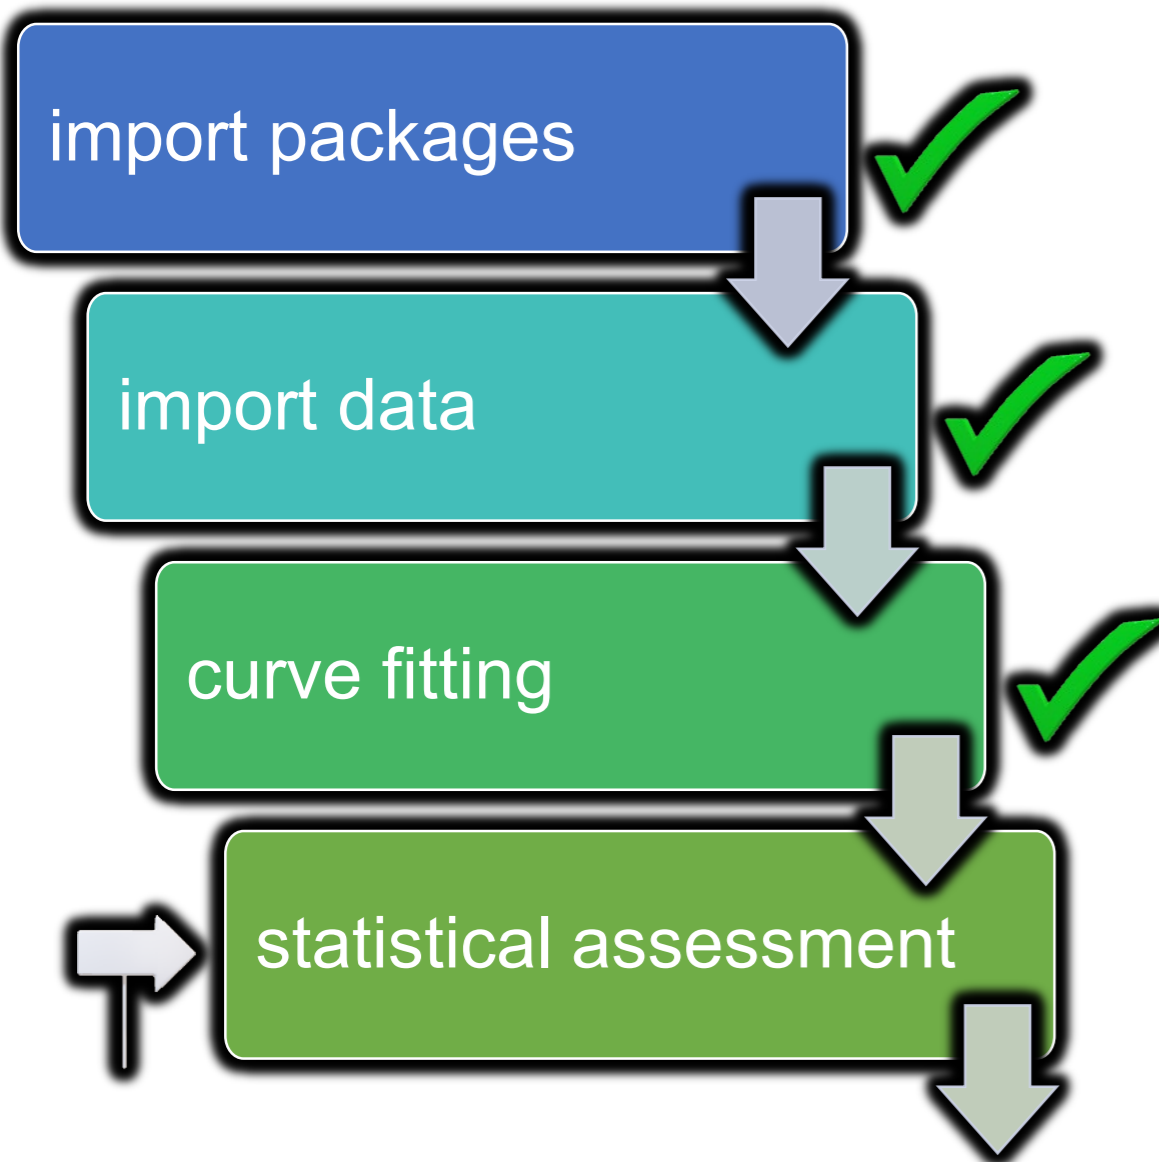 import packages
import data
curve fitting
statistical assessment